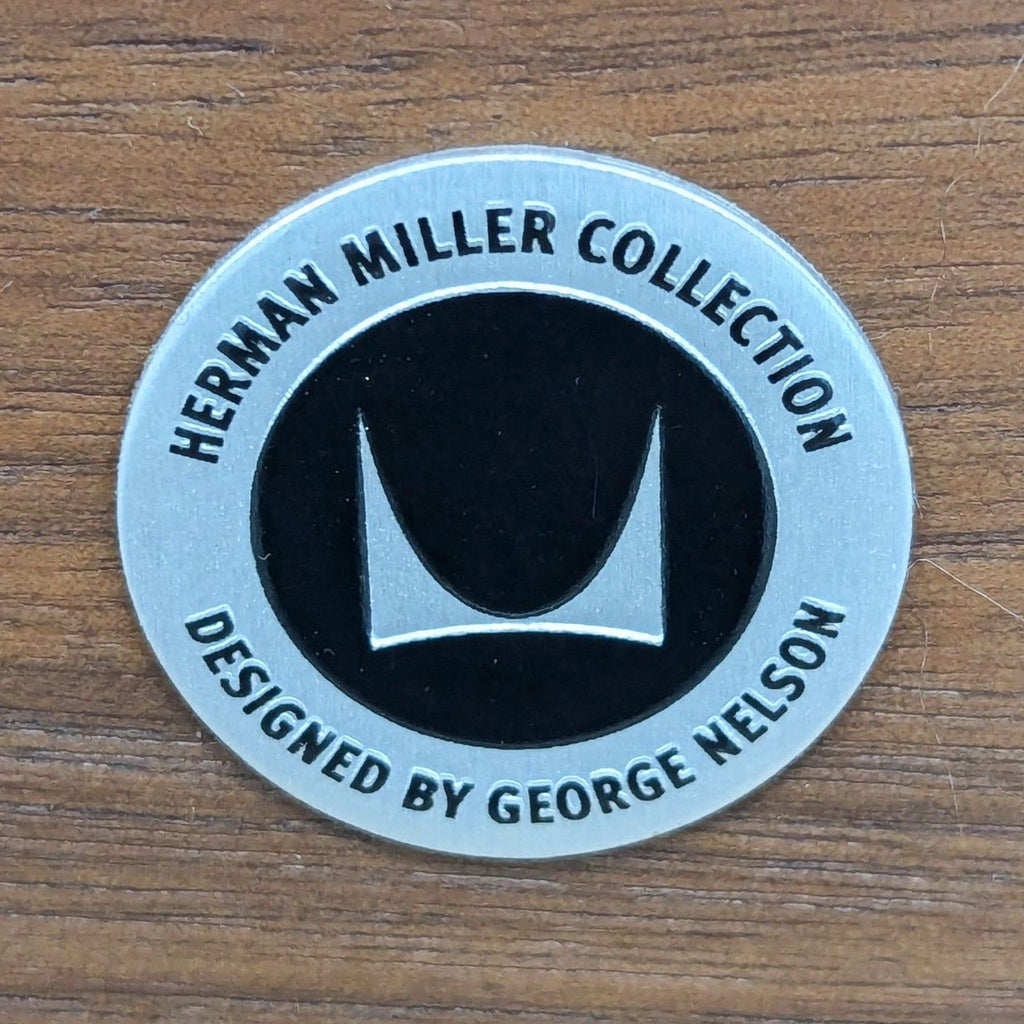 HERMAN MILLER COLLECTION
DESIGNED BY GEORGE NELSON